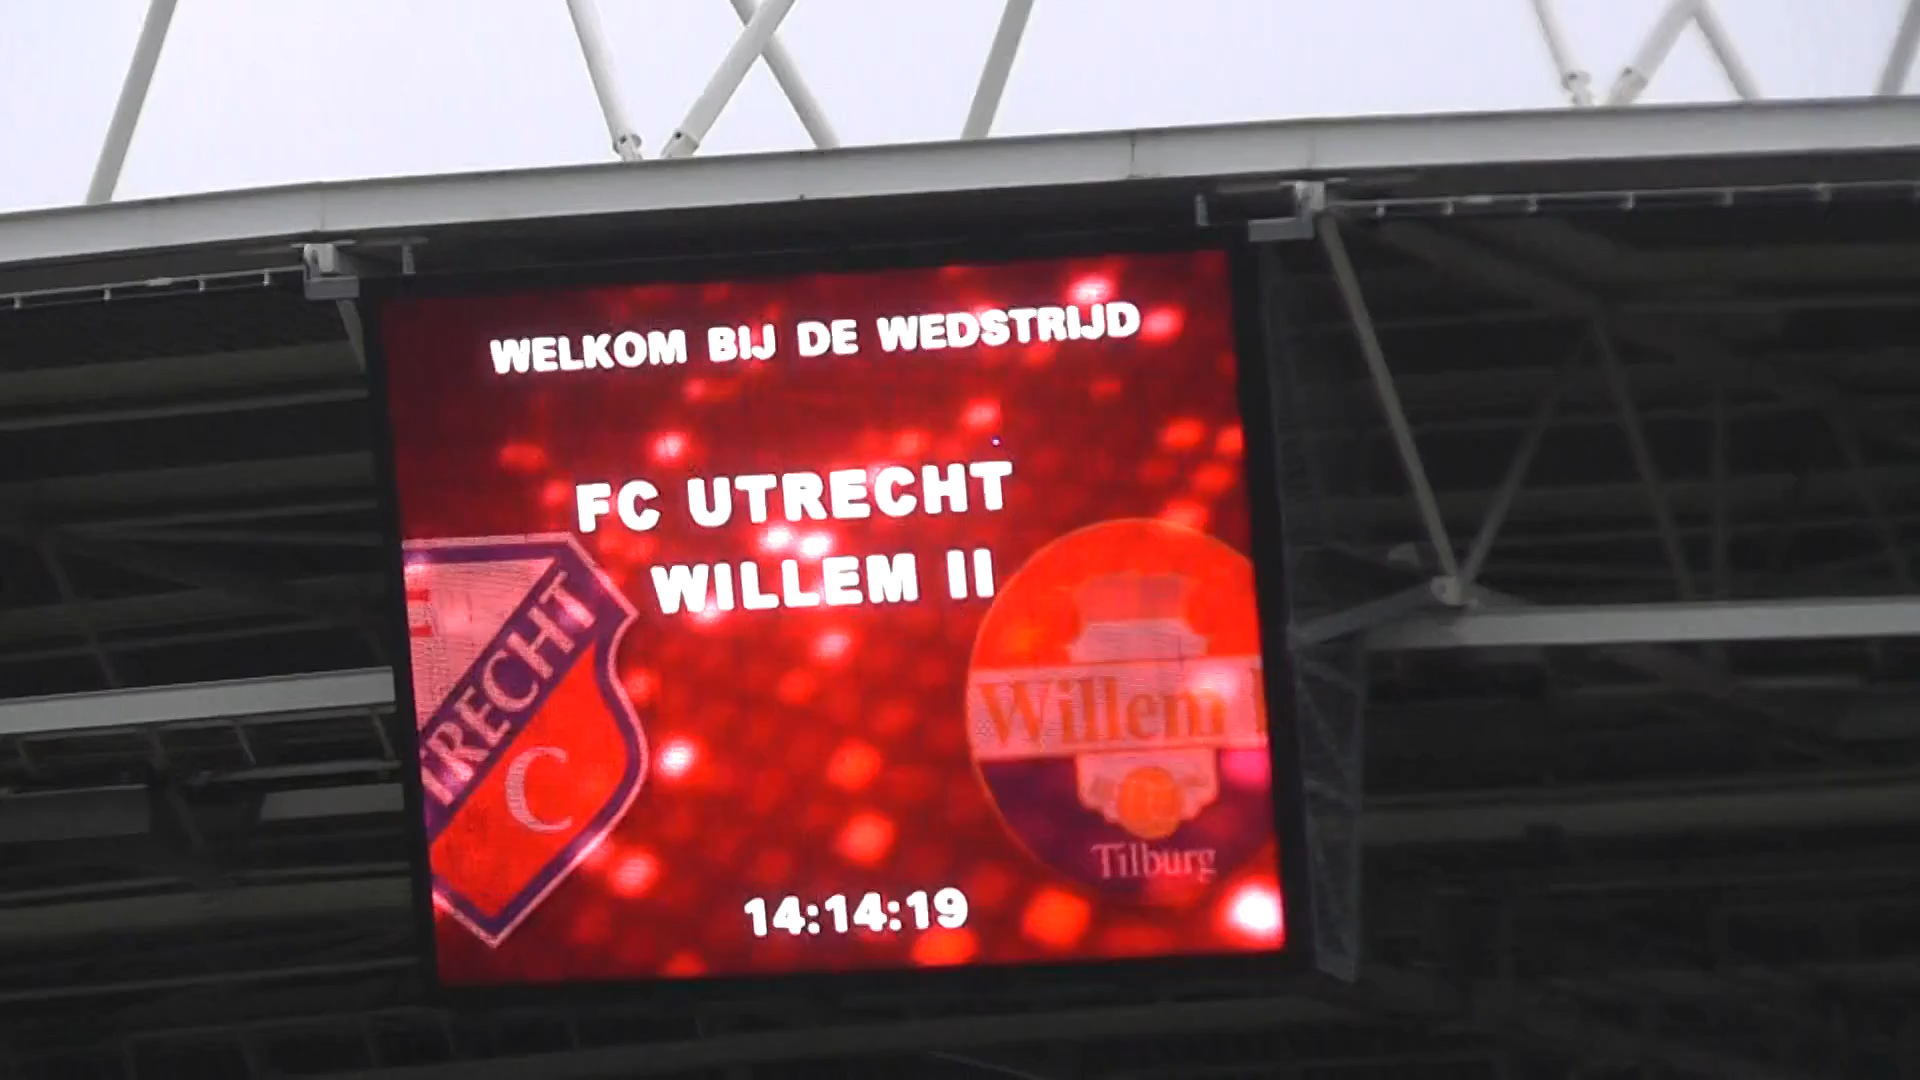 WELKOM BIJ DE WEDSTRIJD
FC UTRECHT
WILLEM II
TRECHT
C
Willem
Tilburg
14:14:19